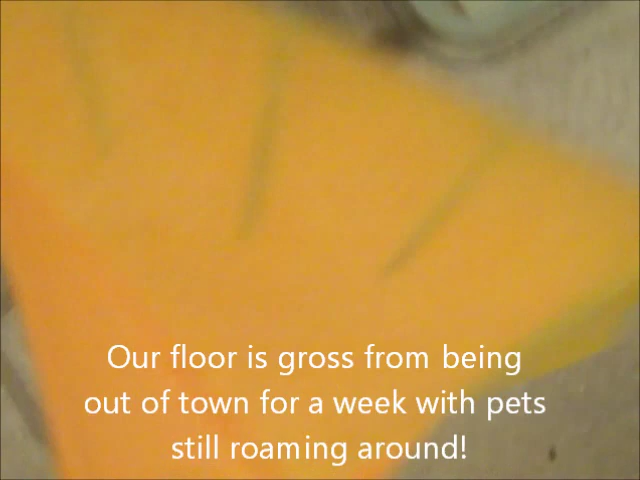 Our floor is gross from being
out of town for a week with pets
still roaming around!